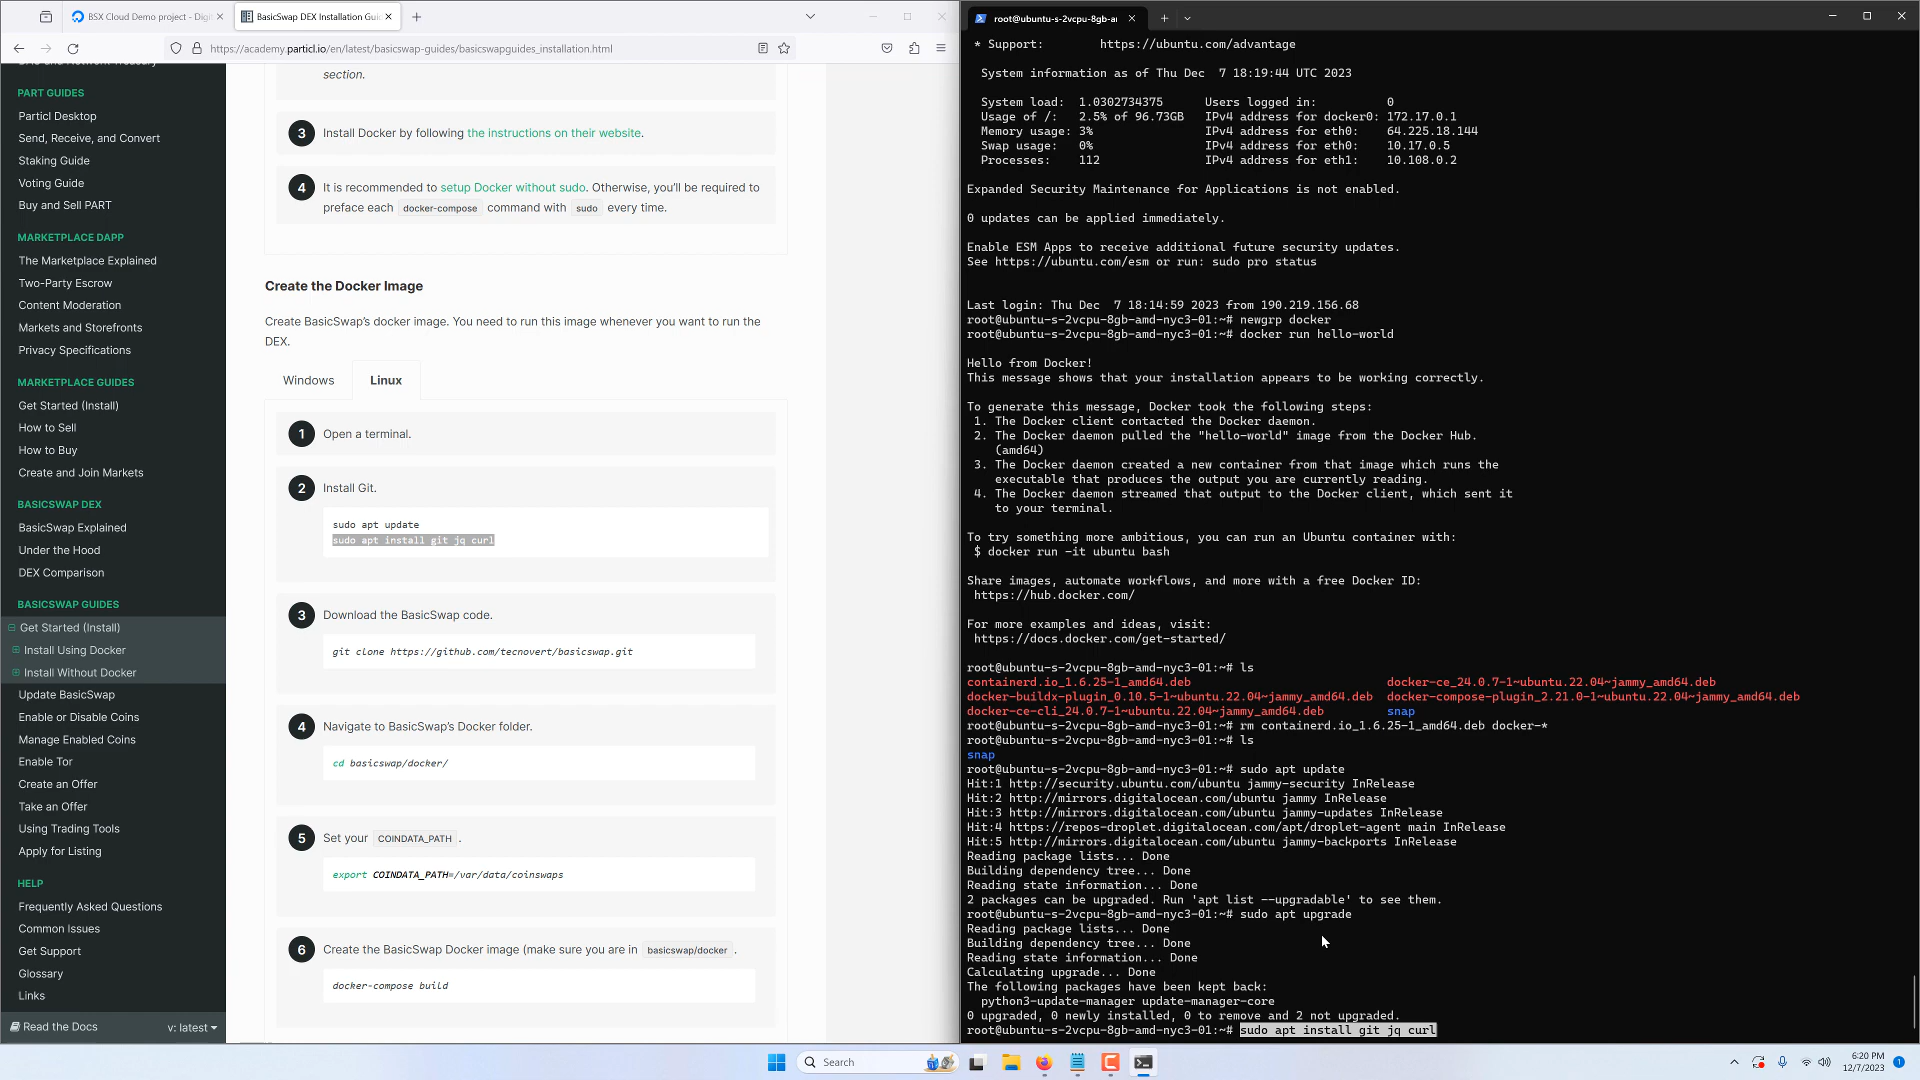 BSX Cloud Demo project - Digi
BasicSwap DEX Installation Guid
https://academy.particl.io/en/latest/basicswap-guides/basicswapguides_installation.html
PART GUIDES
Particl Desktop
Send, Receive, and Convert
Staking Guide
Voting Guide
Buy and Sell PART
MARKETPLACE DAPP
The Marketplace Explained
Two-Party Escrow
Content Moderation
Markets and Storefronts
Privacy Specifications
MARKETPLACE GUIDES
Get Started (Install)
How to Sell
How to Buy
Create and Join Markets
BASICSWAP DEX
BasicSwap Explained
Under the Hood
DEX Comparison
BASICSWAP GUIDES
Get Started (Install)
Install Using Docker
Install Without Docker
Update BasicSwap
Enable or Disable Coins
Manage Enabled Coins
Enable Tor
Create an Offer
Take an Offer
Using Trading Tools
Apply for Listing
HELP
Frequently Asked Questions
Common Issues
Get Support
Glossary
Links
Read the Docs
v: latest
section.
3 Install Docker by following the instructions on their website.
4 It is recommended to setup Docker without sudo. Otherwise, you'll be required to
preface each docker-compose command with sudo every time.
Create the Docker Image
Create BasicSwap's docker image. You need to run this image whenever you want to run the
DEX.
Windows Linux
1 Open a terminal.
2 Install Git.
sudo apt update
sudo apt install git jq curl
3 Download the BasicSwap code.
git clone https://github.com/tecnovert/basicswap.git
4 Navigate to BasicSwap's Docker folder.
cd basicswap/docker/
5 Set your COINDATA_PATH .
export COINDATA_PATH=/var/data/coinswaps
6 Create the BasicSwap Docker image (make sure you are in basicswap/docker .
docker-compose build
root@ubuntu-s-2vcpu-8gb-a
* Support: https://ubuntu.com/advantage
System information as of Thu Dec 7 18:19:44 UTC 2023
System load: 1.0302734375 Users logged in: 0
Usage of /: 2.5% of 96.73GB IPv4 address for docker0: 172.17.0.1
Memory usage: 3% IPv4 address for eth0: 64.225.18.144
Swap usage: 0% IPv4 address for eth0: 10.17.0.5
Processes: 112 IPv4 address for eth1: 10.108.0.2
Expanded Security Maintenance for Applications is not enabled.
0 updates can be applied immediately.
Enable ESM Apps to receive additional future security updates.
See https://ubuntu.com/esm or run: sudo pro status
Last login: Thu Dec 7 18:14:59 2023 from 190.219.156.68
root@ubuntu-s-2vcpu-8gb-amd-nyc3-01:~# newgrp docker
root@ubuntu-s-2vcpu-8gb-amd-nyc3-01:~# docker run hello-world
Hello from Docker!
This message shows that your installation appears to be working correctly.
To generate this message, Docker took the following steps:
1. The Docker client contacted the Docker daemon.
2. The Docker daemon pulled the "hello-world" image from the Docker Hub.
(amd64)
3. The Docker daemon created a new container from that image which runs the
executable that produces the output you are currently reading.
4. The Docker daemon streamed that output to the Docker client, which sent it
to your terminal.
To try something more ambitious, you can run an Ubuntu container with:
$ docker run -it ubuntu bash
Share images, automate workflows, and more with a free Docker ID:
https://hub.docker.com/
For more examples and ideas, visit:
https://docs.docker.com/get-started/
root@ubuntu-s-2vcpu-8gb-amd-nyc3-01:~# ls
containerd.io_1.6.25-1_amd64.deb docker-ce_24.0.7-1~ubuntu.22.04~jammy_amd64.deb
docker-buildx-plugin_0.10.5-1~ubuntu.22.04~jammy_amd64.deb docker-compose-plugin_2.21.0-1~ubuntu.22.04~jammy_amd64.deb
docker-ce-cli_24.0.7-1~ubuntu.22.04~jammy_amd64.deb snap
root@ubuntu-s-2vcpu-8gb-amd-nyc3-01:~# rm containerd.io_1.6.25-1_amd64.deb docker-*
root@ubuntu-s-2vcpu-8gb-amd-nyc3-01:~# ls
snap
root@ubuntu-s-2vcpu-8gb-amd-nyc3-01:~# sudo apt update
Hit:1 http://security.ubuntu.com/ubuntu jammy-security InRelease
Hit:2 http://mirrors.digitalocean.com/ubuntu jammy InRelease
Hit:3 http://mirrors.digitalocean.com/ubuntu jammy-updates InRelease
Hit:4 https://repos-droplet.digitalocean.com/apt/droplet-agent main InRelease
Hit:5 http://mirrors.digitalocean.com/ubuntu jammy-backports InRelease
Reading package lists... Done
Building dependency tree... Done
Reading state information... Done
2 packages can be upgraded. Run 'apt list --upgradable' to see them.
root@ubuntu-s-2vcpu-8gb-amd-nyc3-01:~# sudo apt upgrade
Reading package lists... Done
Building dependency tree... Done
Reading state information... Done
Calculating upgrade... Done
The following packages have been kept back:
python3-update-manager update-manager-core
0 upgraded, 0 newly installed, 0 to remove and 2 not upgraded.
root@ubuntu-s-2vcpu-8gb-amd-nyc3-01:~# sudo apt install git jq curl
Search
6:20 PM
12/7/2023
1